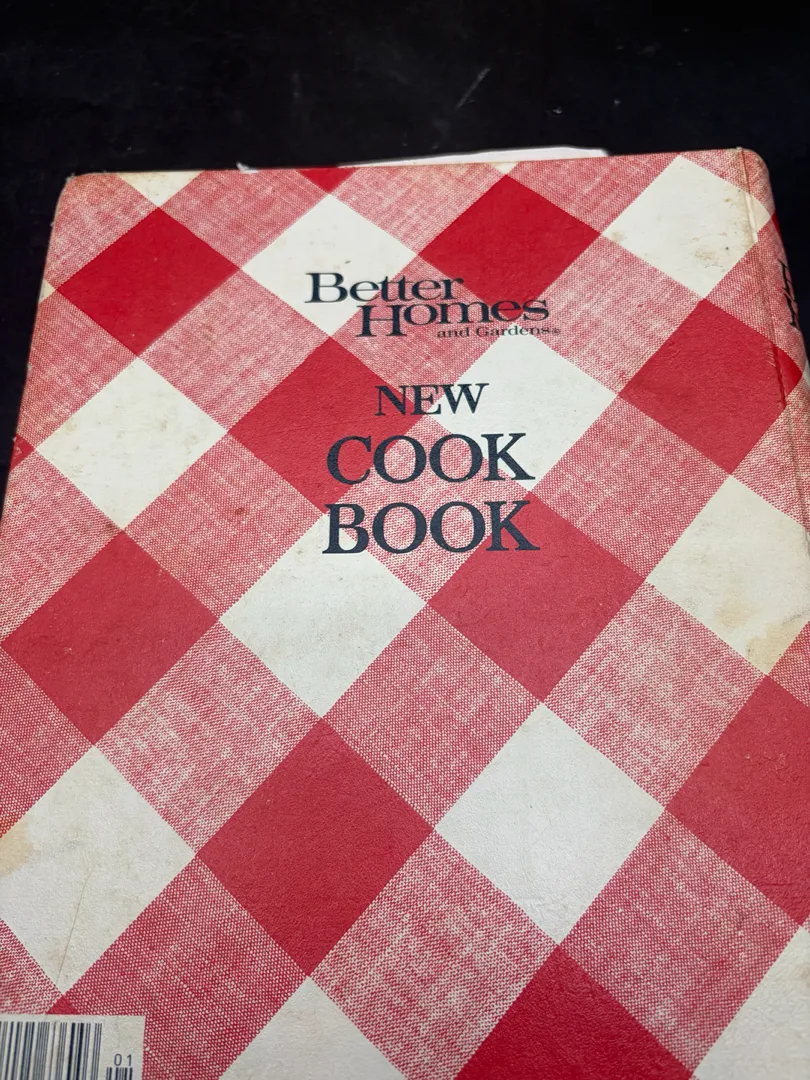 Better
Homes
and Gardens®
NEW
COOK
BOOK
01